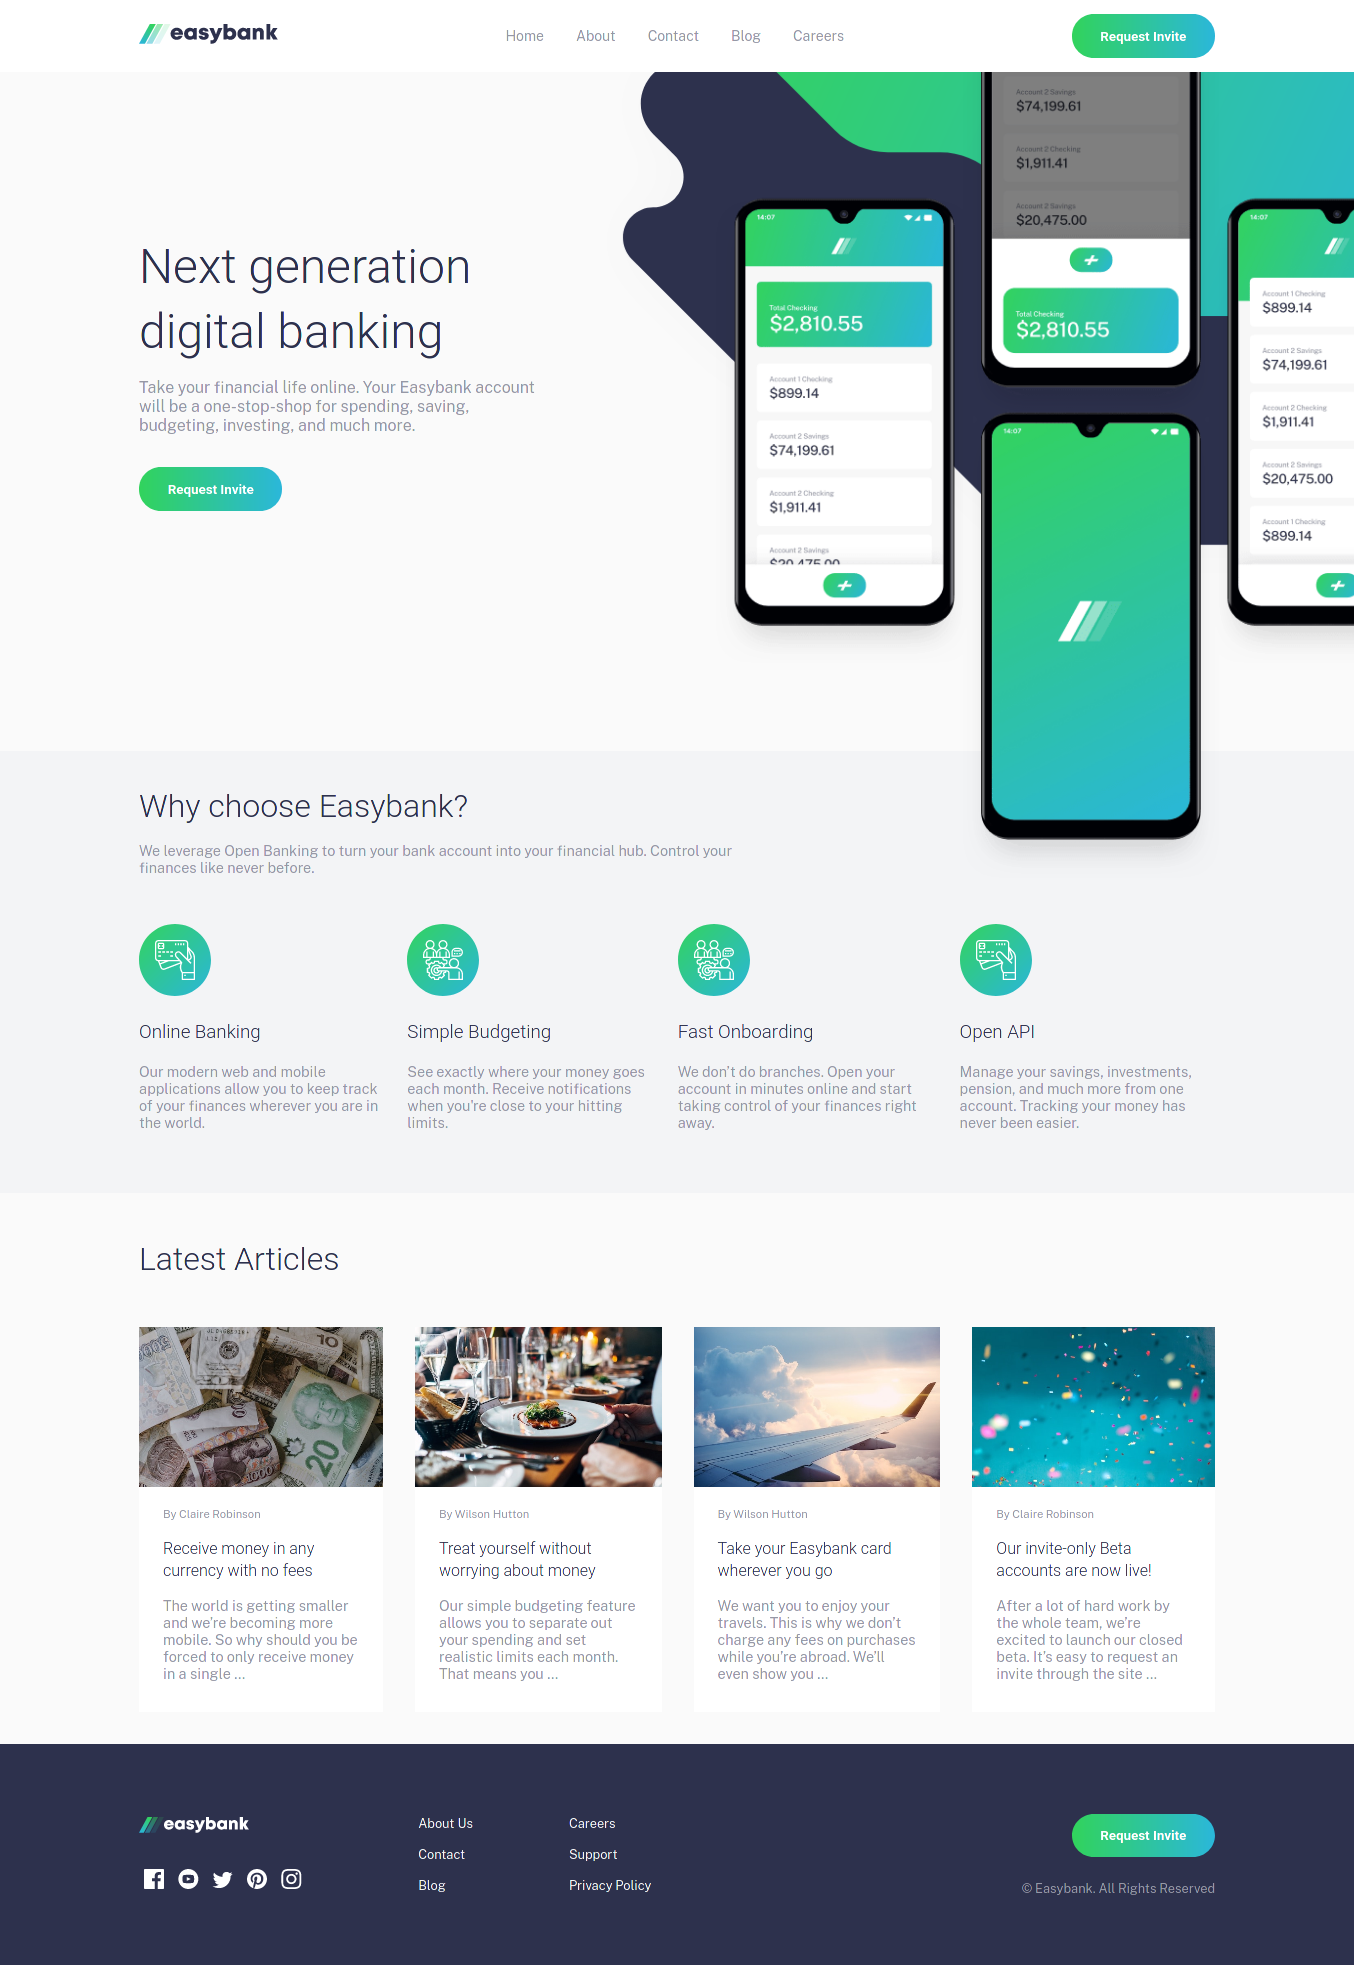 easybank
Home
About
Contact
Blog
Careers
Request Invite
Next generation
digital banking
Take your financial life online. Your Easybank account
will be a one-stop-shop for spending, saving,
budgeting, investing, and much more.
Request Invite
14:07
Total Checking
$2,810.55
Account 1 Checking
$899.14
Account 2 Savings
$74,199.61
Account 2 Checking
$1,911.41
Account 2 Savings
$20,475.00
Account 2 Savings
$74,199.61
Account 2 Checking
$1,911.41
Account 2 Savings
$20,475.00
Total Checking
$2,810.55
14:07
14:07
Account 1 Checking
$899.14
Account 2 Savings
$74,199.61
Account 2 Checking
$1,911.41
Account 2 Savings
$20,475.00
Account 1 Checking
$899.14
Why choose Easybank?
We leverage Open Banking to turn your bank account into your financial hub. Control your
finances like never before.
Online Banking
Our modern web and mobile
applications allow you to keep track
of your finances wherever you are in
the world.
Simple Budgeting
See exactly where your money goes
each month. Receive notifications
when you're close to your hitting
limits.
Fast Onboarding
We don't do branches. Open your
account in minutes online and start
taking control of your finances right
away.
Open API
Manage your savings, investments,
pension, and much more from one
account. Tracking your money has
never been easier.
Latest Articles
10
20
1000
By Claire Robinson
Receive money in any
currency with no fees
The world is getting smaller
and we're becoming more
mobile. So why should you be
forced to only receive money
in a single ...
By Wilson Hutton
Treat yourself without
worrying about money
Our simple budgeting feature
allows you to separate out
your spending and set
realistic limits each month.
That means you ...
By Wilson Hutton
Take your Easybank card
wherever you go
We want you to enjoy your
travels. This is why we don't
charge any fees on purchases
while you're abroad. We'll
even show you ...
By Claire Robinson
Our invite-only Beta
accounts are now live!
After a lot of hard work by
the whole team, we're
excited to launch our closed
beta. It's easy to request an
invite through the site ...
easybank
About Us
Contact
Blog
Careers
Support
Privacy Policy
Request Invite
© Easybank. All Rights Reserved